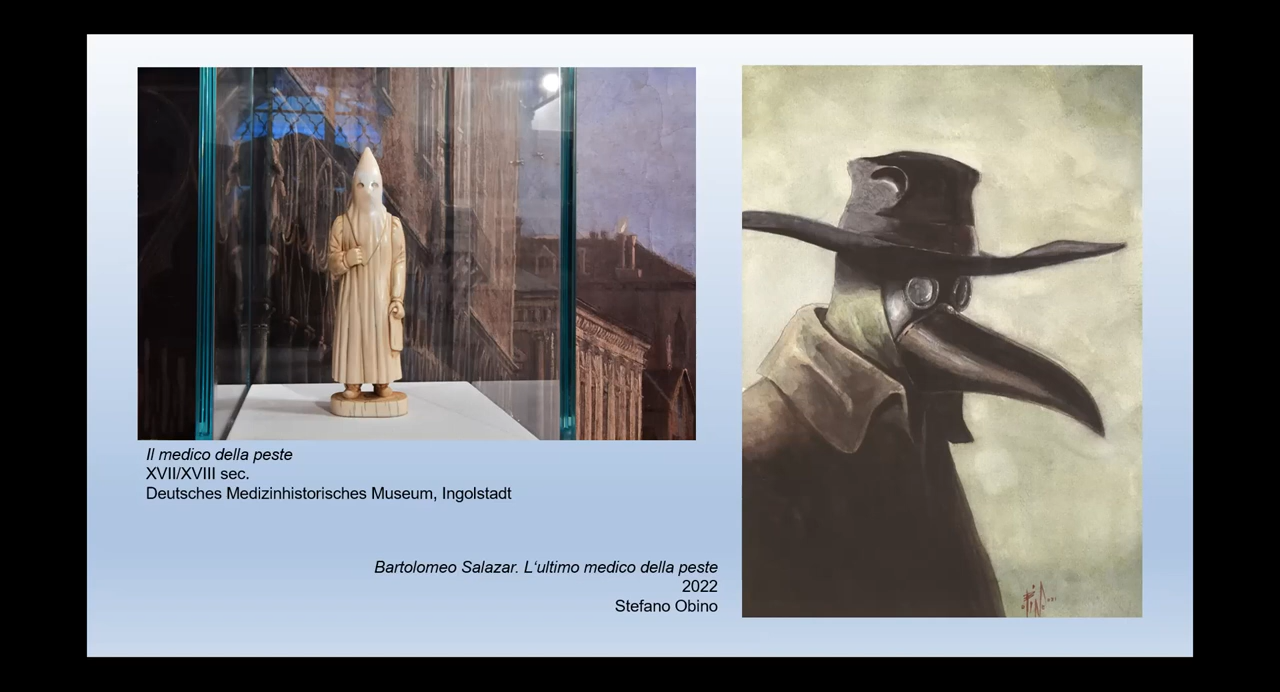 Il medico della peste
XVII/XVIII sec.
Deutsches Medizinhistorisches Museum, Ingolstadt
Bartolomeo Salazar. L‘ultimo medico della peste
2022
Stefano Obino